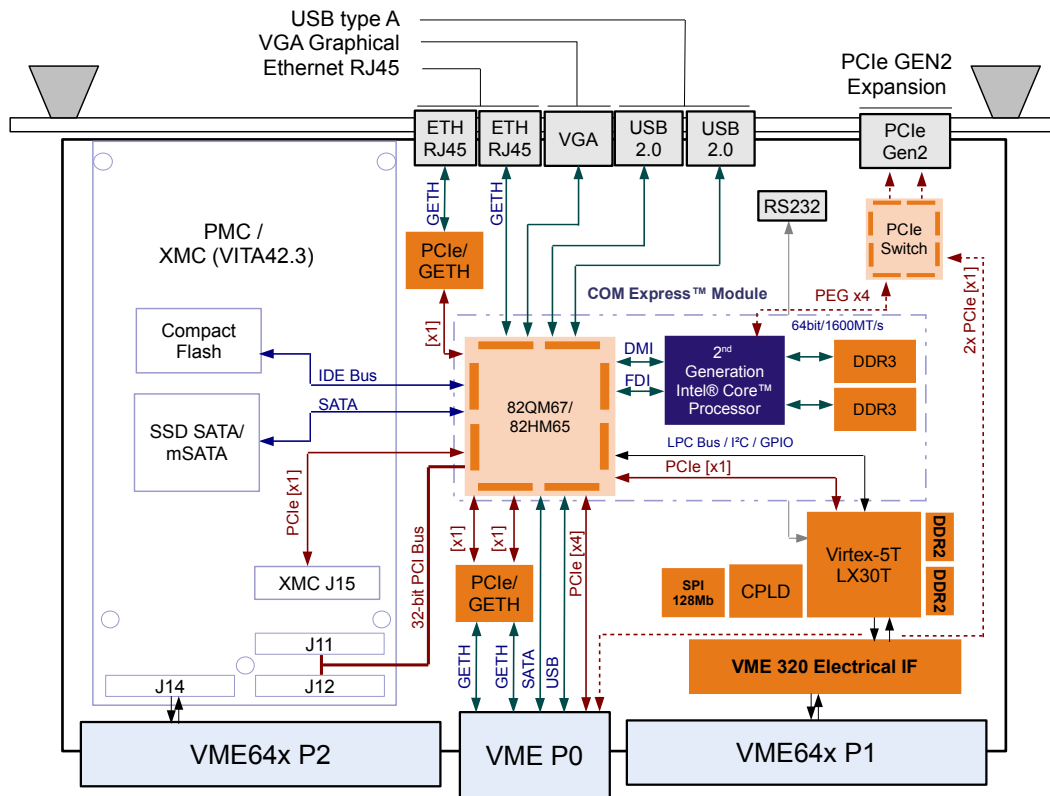 USB type A
VGA Graphical
Ethernet RJ45
PCIe GEN2
Expansion
ETH
RJ45
ETH
RJ45
VGA
USB
2.0
USB
2.0
PCIe
Gen2
GETH
GETH
RS232
PCIe
Switch
PMC /
XMC (VITA42.3)
PCIe/
GETH
COM Express™ Module
PEG x4
2x PCIe [x1]
[x1]
64bit/1600MT/s
Compact
Flash
IDE Bus
DMI
FDI
2nd
Generation
Intel® Core™
Processor
DDR3
DDR3
SATA
SSD SATA/
mSATA
82QM67/
82HM65
LPC Bus / I²C / GPIO
PCIe [x1]
PCIe [x1]
32-bit PCI Bus
[x1]
[x1]
PCIe [x4]
XMC J15
PCIe/
GETH
SPI
128Mb
CPLD
Virtex-5T
LX30T
DDR2
DDR2
J11
J12
J14
GETH
GETH
SATA
USB
VME 320 Electrical IF
VME64x P2
VME P0
VME64x P1